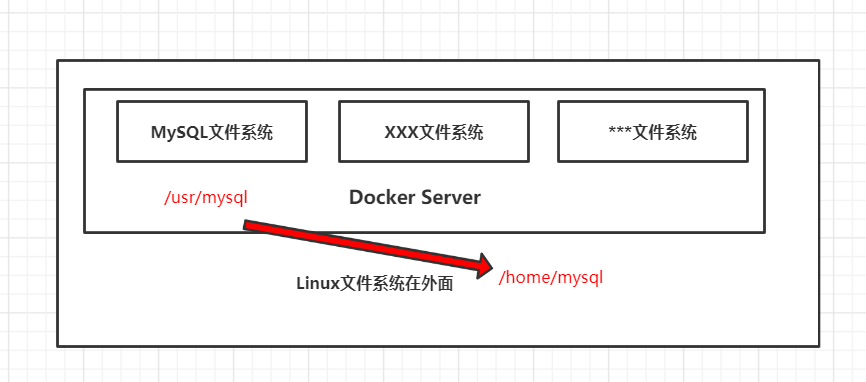 MySQL文件系统
XXX文件系统
***文件系统
/usr/mysql
Docker Server
Linux文件系统在外面
/home/mysql